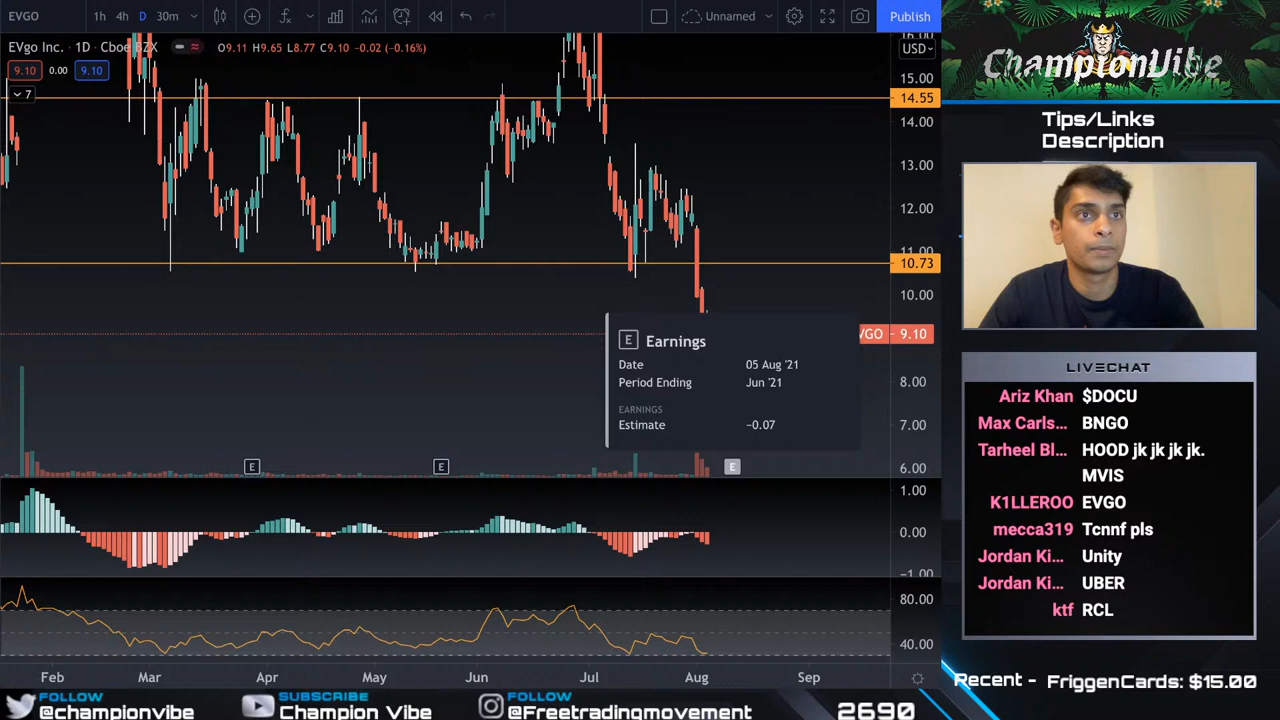 EVGO 1h 4h D 30m Unnamed Publish
EVgo Inc. · 1D · Cboe BZX O9.11 H9.65 L8.77 C9.10 −0.02 (−0.16%)
9.10 0.00 9.10
7
USD
16.00
15.00
14.55
14.00
13.00
12.00
11.00
10.73
10.00
EVGO 9.10
8.00
7.00
6.00
E Earnings
Date 05 Aug '21
Period Ending Jun '21
EARNINGS
Estimate −0.07
E E E
1.00
0.00
−1.00
80.00
40.00
Feb Mar Apr May Jun Jul Aug Sep
FOLLOW
@championvibe
SUBSCRIBE
Champion Vibe
FOLLOW
@Freetradingmovement
2690
ChampionVibe
Tips/Links
Description
LIVECHAT
Ariz Khan $DOCU
Max Carls... BNGO
Tarheel Bl... HOOD jk jk jk jk.
MVIS
K1LLEROO EVGO
mecca319 Tcnnf pls
Jordan Ki... Unity
Jordan Ki... UBER
ktf RCL
Recent - FriggenCards: $15.00